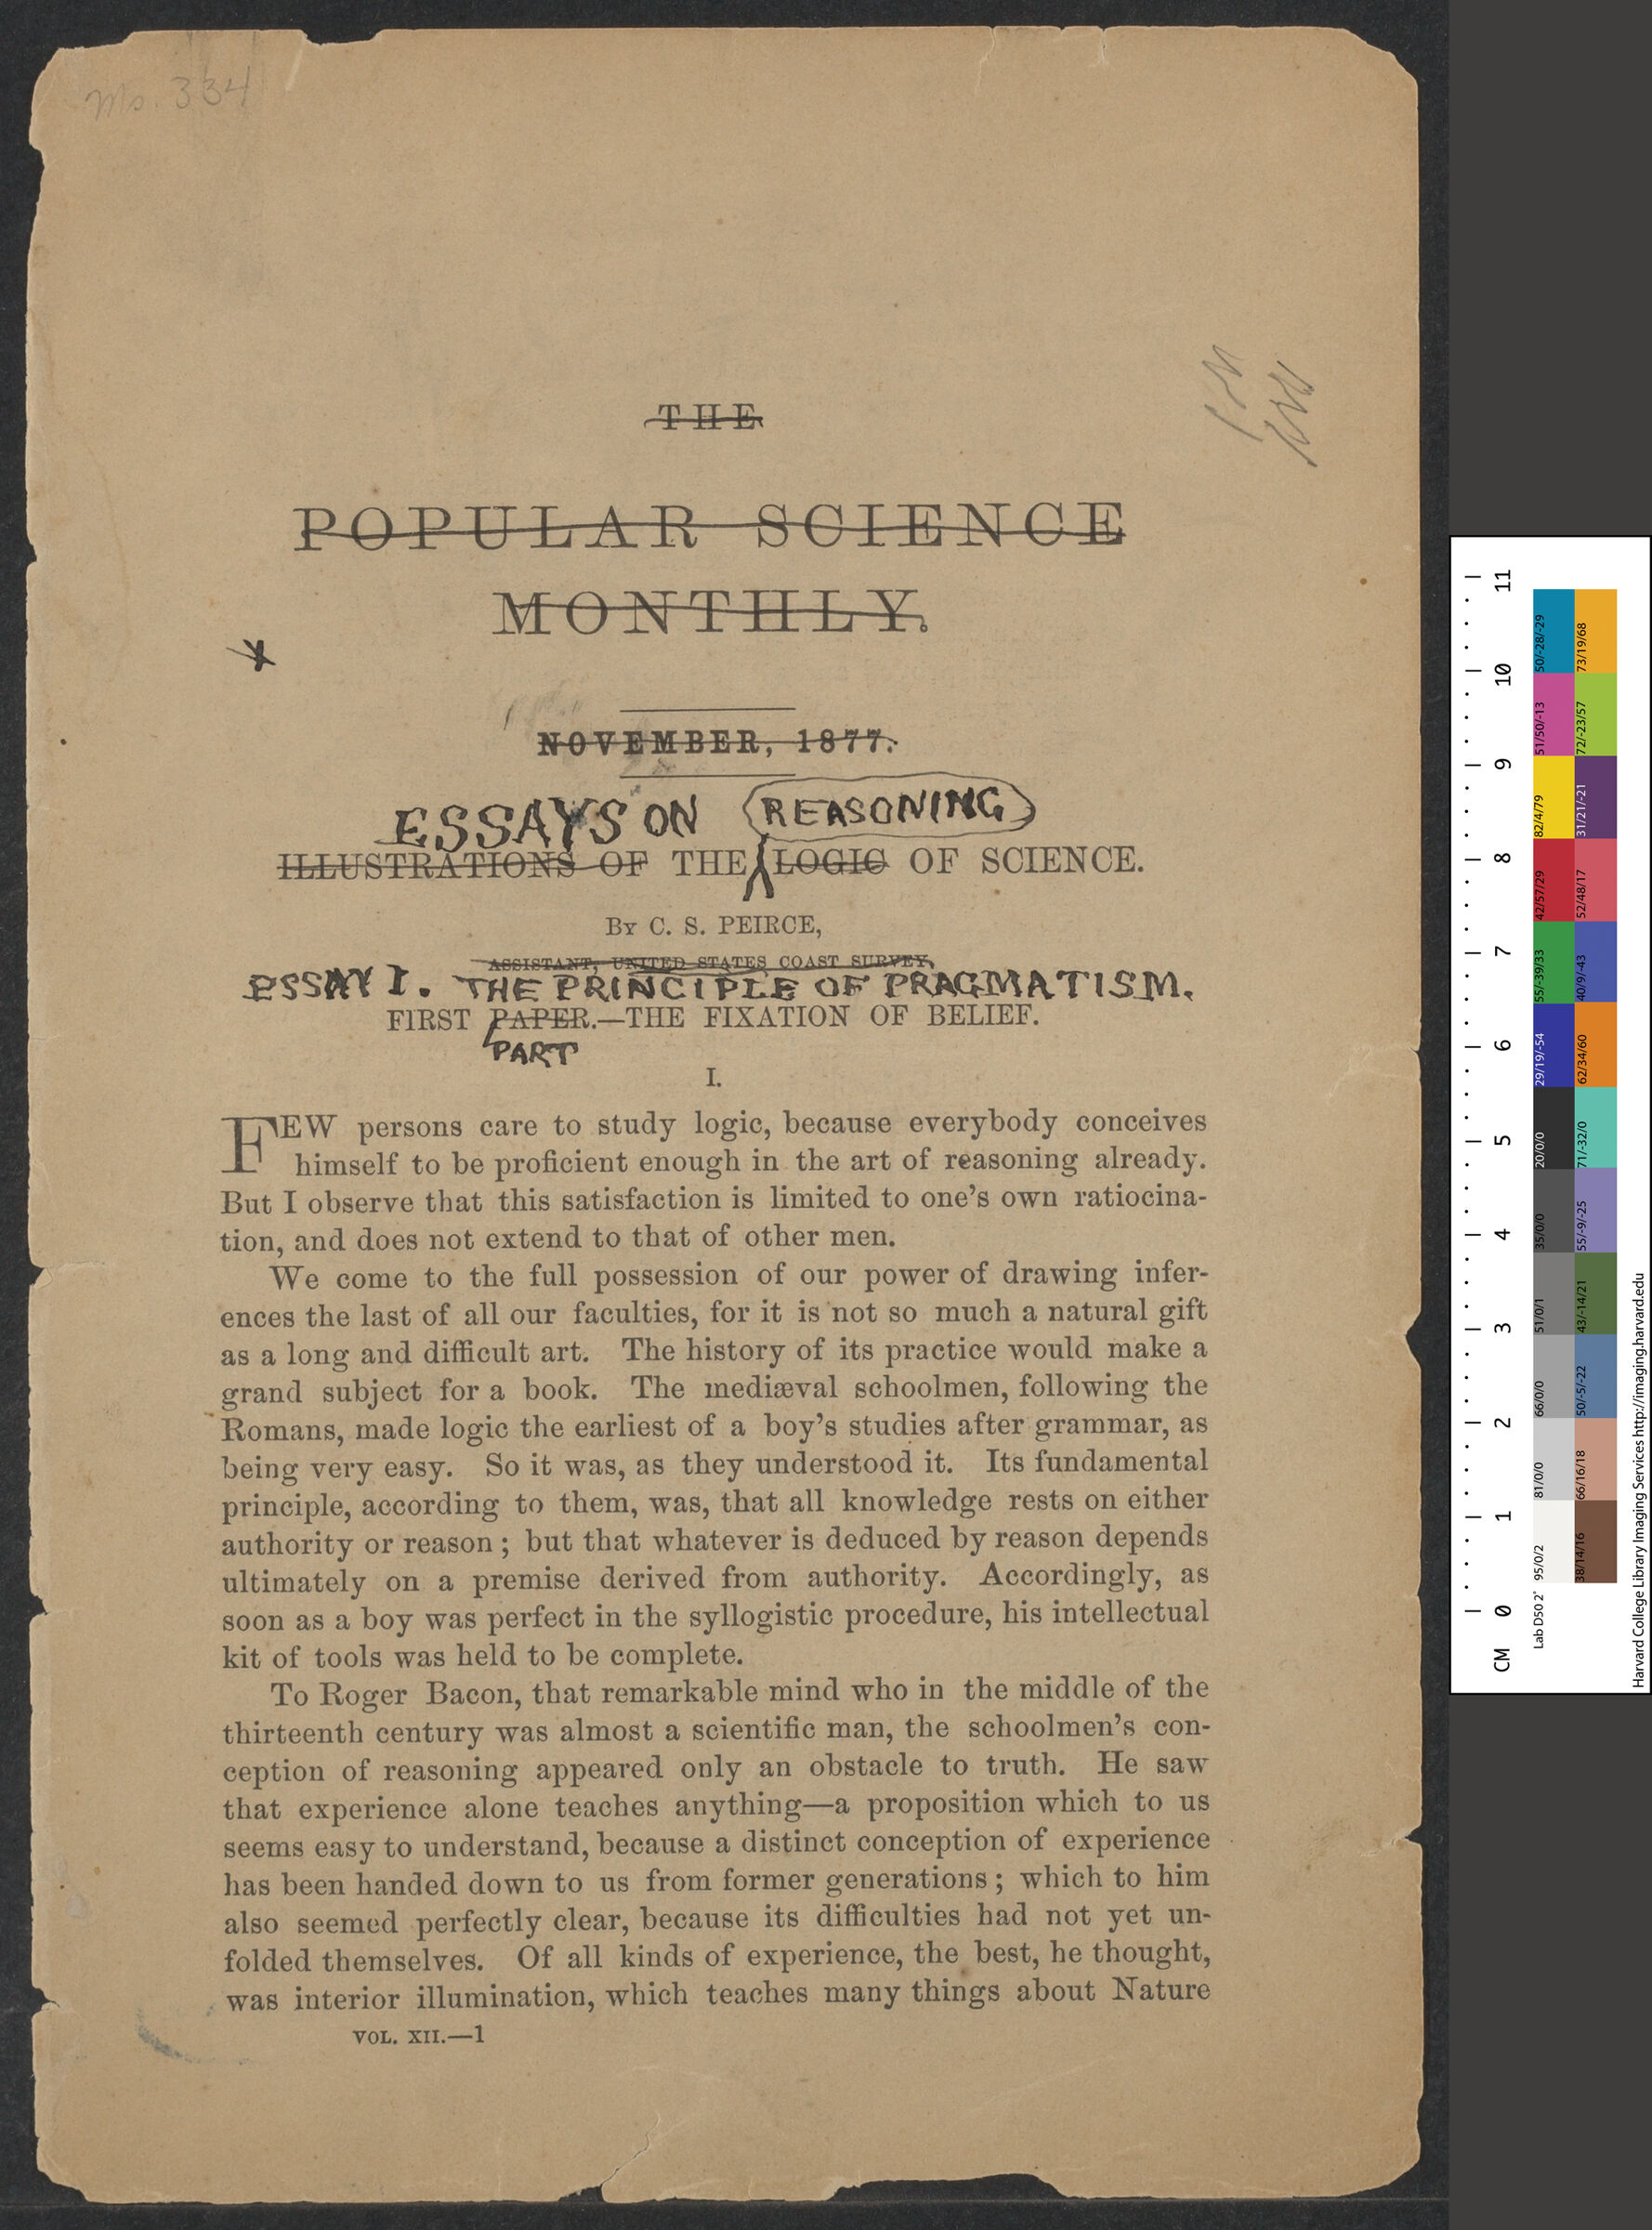 Ms. 334
THE
POPULAR SCIENCE
MONTHLY.
NOVEMBER, 1877.
ESSAYS ON REASONING
ILLUSTRATIONS OF THE LOGIC OF SCIENCE.
BY C. S. PEIRCE,
ASSISTANT, UNITED STATES COAST SURVEY,
ESSAY I. THE PRINCIPLE OF PRAGMATISM.
FIRST PAPER.—THE FIXATION OF BELIEF.
PART
I.
FEW persons care to study logic, because everybody conceives
himself to be proficient enough in the art of reasoning already.
But I observe that this satisfaction is limited to one's own ratiocina-
tion, and does not extend to that of other men.
We come to the full possession of our power of drawing infer-
ences the last of all our faculties, for it is not so much a natural gift
as a long and difficult art. The history of its practice would make a
grand subject for a book. The mediæval schoolmen, following the
Romans, made logic the earliest of a boy's studies after grammar, as
being very easy. So it was, as they understood it. Its fundamental
principle, according to them, was, that all knowledge rests on either
authority or reason; but that whatever is deduced by reason depends
ultimately on a premise derived from authority. Accordingly, as
soon as a boy was perfect in the syllogistic procedure, his intellectual
kit of tools was held to be complete.
To Roger Bacon, that remarkable mind who in the middle of the
thirteenth century was almost a scientific man, the schoolmen's con-
ception of reasoning appeared only an obstacle to truth. He saw
that experience alone teaches anything—a proposition which to us
seems easy to understand, because a distinct conception of experience
has been handed down to us from former generations; which to him
also seemed perfectly clear, because its difficulties had not yet un-
folded themselves. Of all kinds of experience, the best, he thought,
was interior illumination, which teaches many things about Nature
VOL. XII.—1
CM 0 1 2 3 4 5 6 7 8 9 10 11
Lab D50 2° 95/0/2 81/0/0 66/0/0 51/0/1 35/0/0 20/0/0 29/19/-54 55/-39/33 42/57/29 82/4/79 51/50/-13 50/-28/-29
38/14/16 66/16/18 50/-5/-22 43/-14/21 55/-9/-25 71/-32/0 62/34/60 40/9/-43 52/48/17 31/21/-21 72/-23/57 73/19/68
Harvard College Library Imaging Services http://imaging.harvard.edu